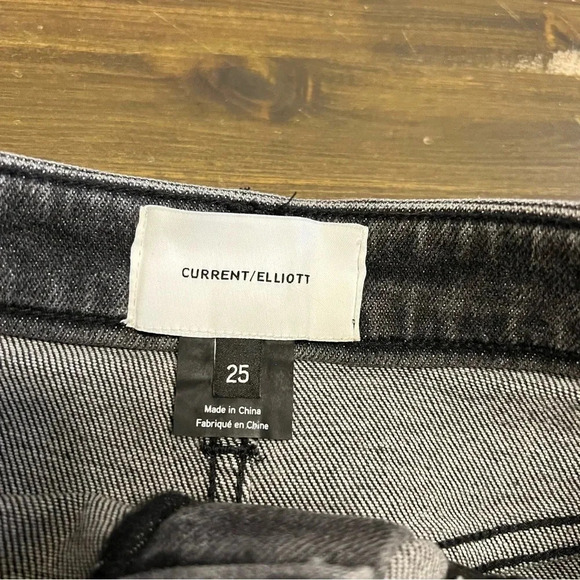 CURRENT/ELLIOTT
25
Made in China
Fabriqué en Chine